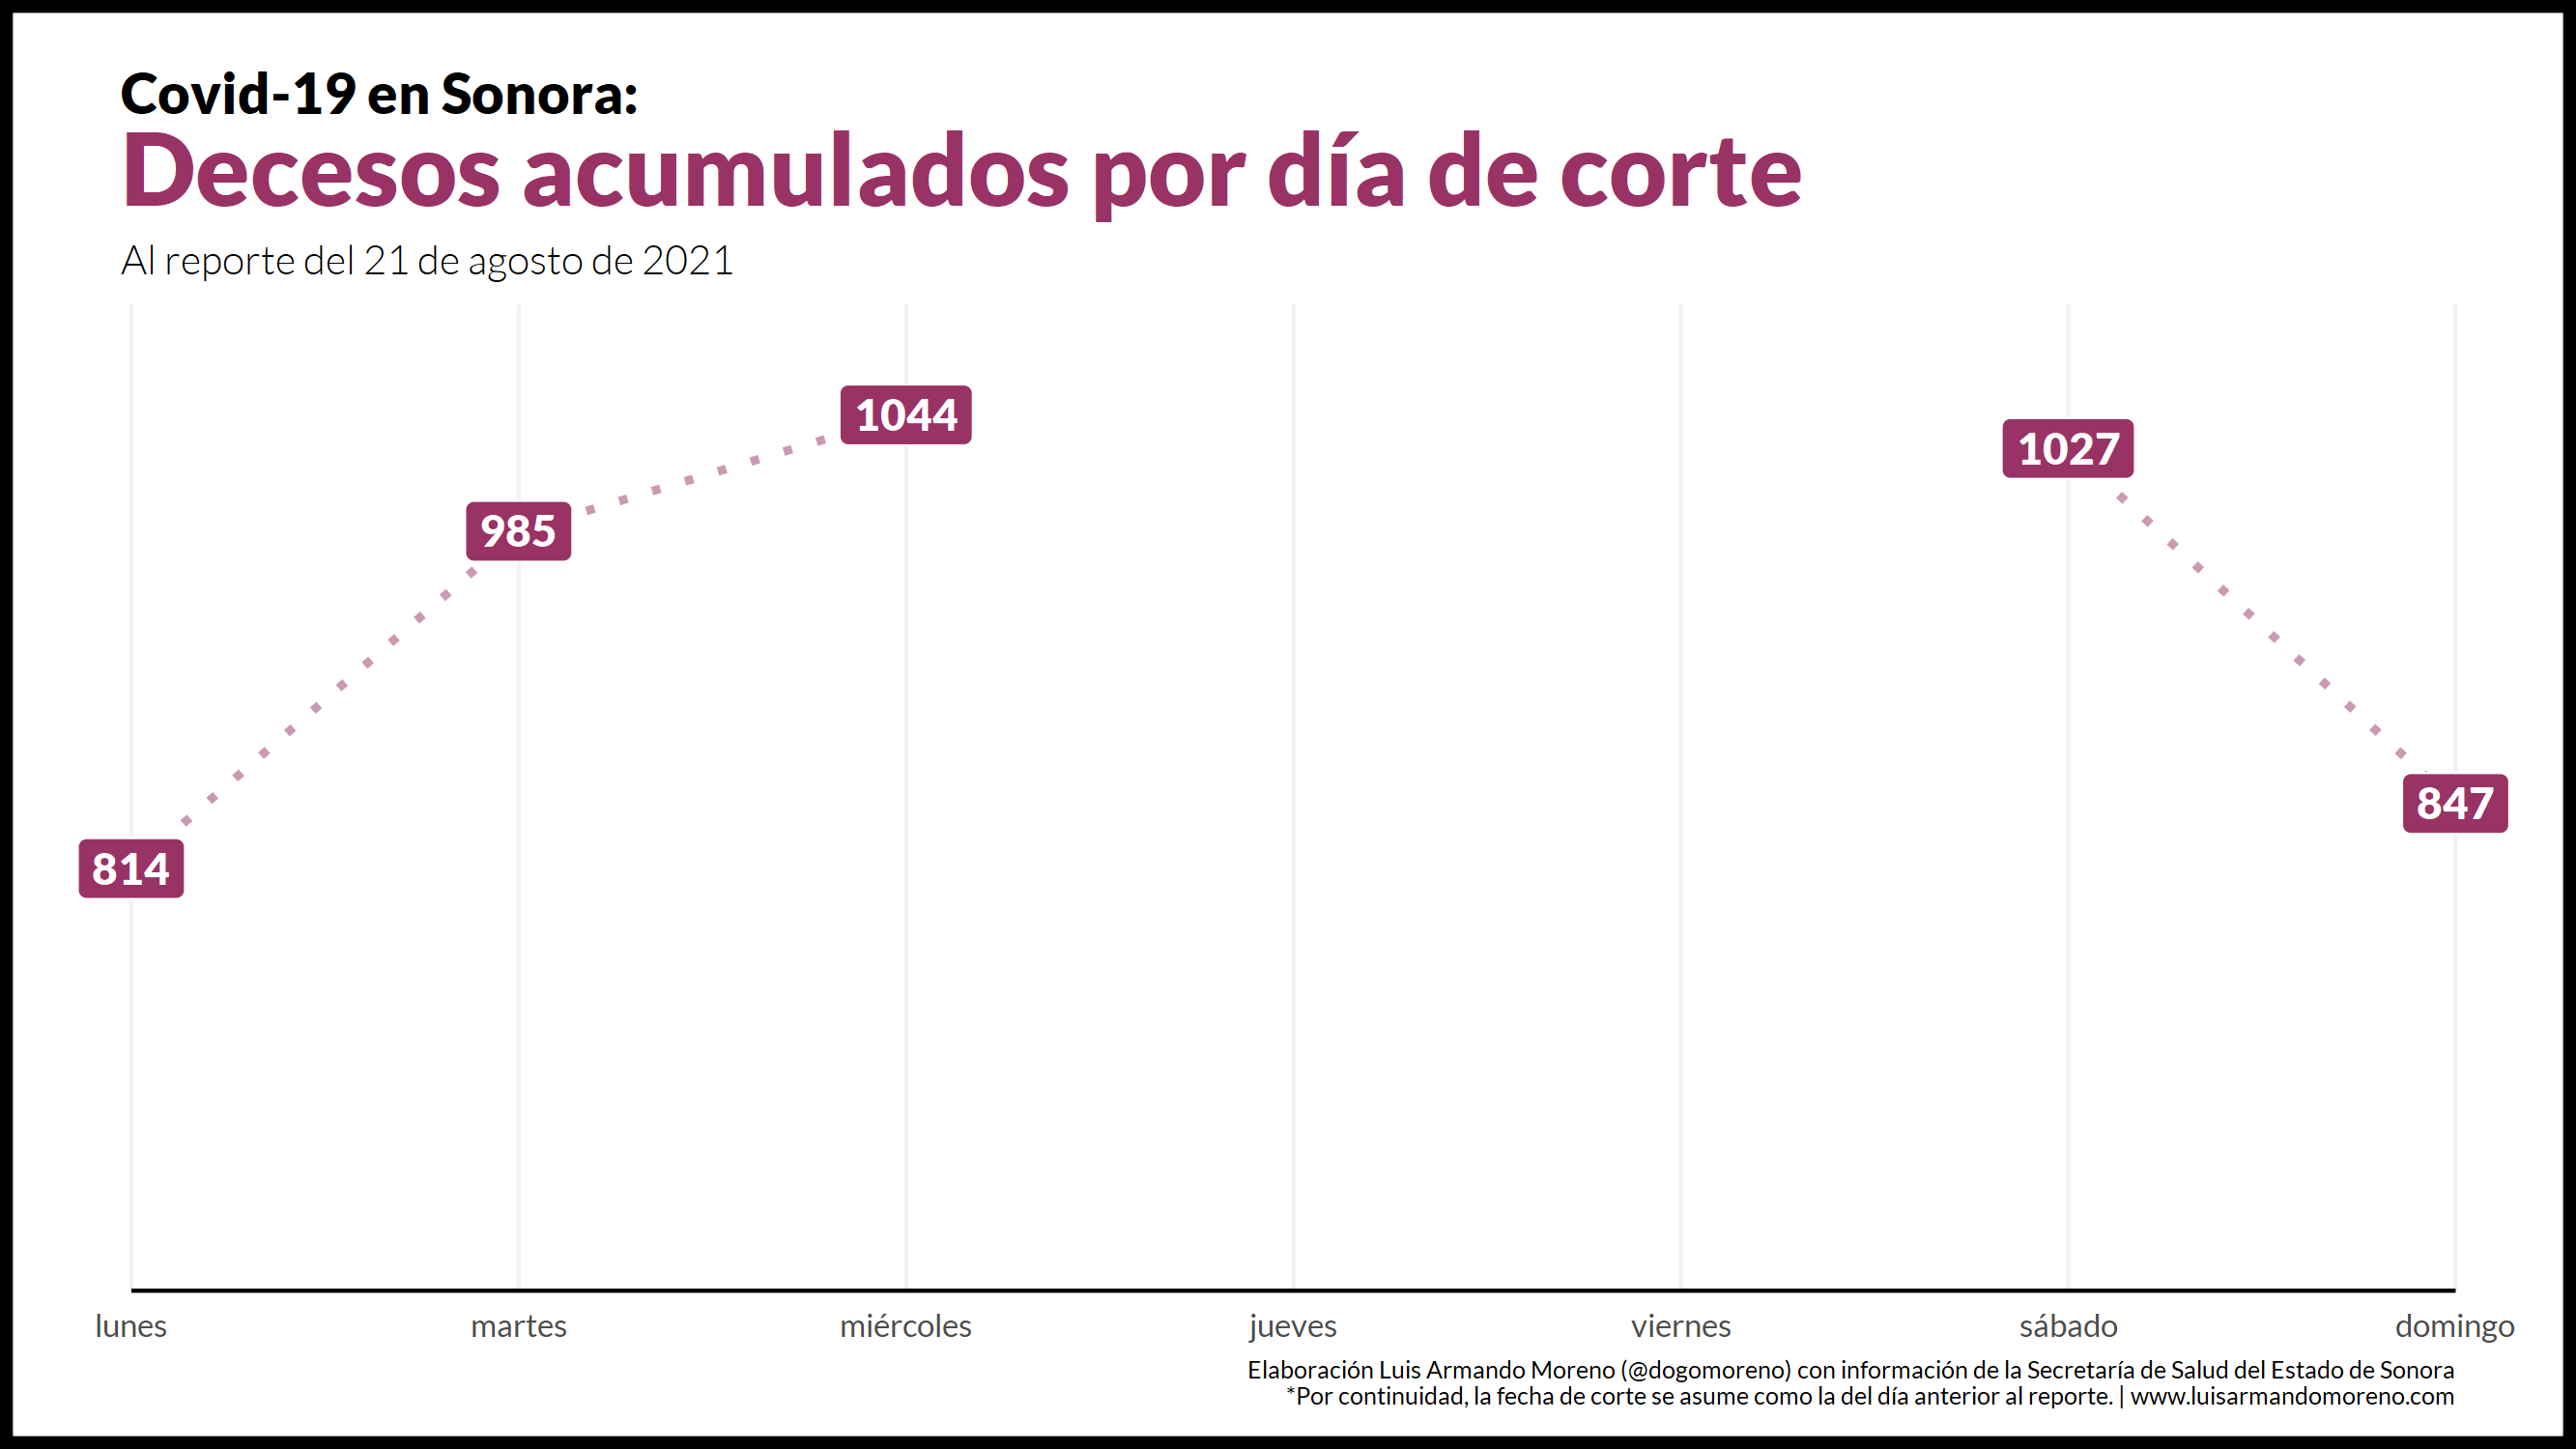 Covid-19 en Sonora:
Decesos acumulados por día de corte
Al reporte del 21 de agosto de 2021
1044
1027
985
847
814
lunes martes miércoles jueves viernes sábado domingo
Elaboración Luis Armando Moreno (@dogomoreno) con información de la Secretaría de Salud del Estado de Sonora
*Por continuidad, la fecha de corte se asume como la del día anterior al reporte. | www.luisarmandomoreno.com